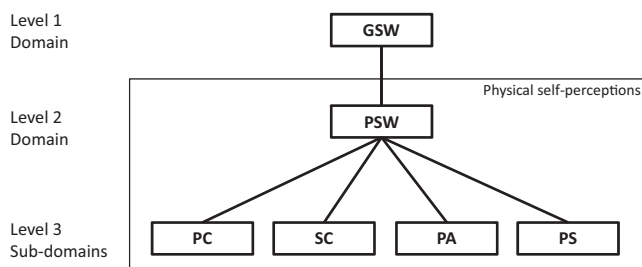 Level 1
Domain
GSW
Physical self-perceptions
Level 2
Domain
PSW
Level 3
Sub-domains
PC
SC
PA
PS